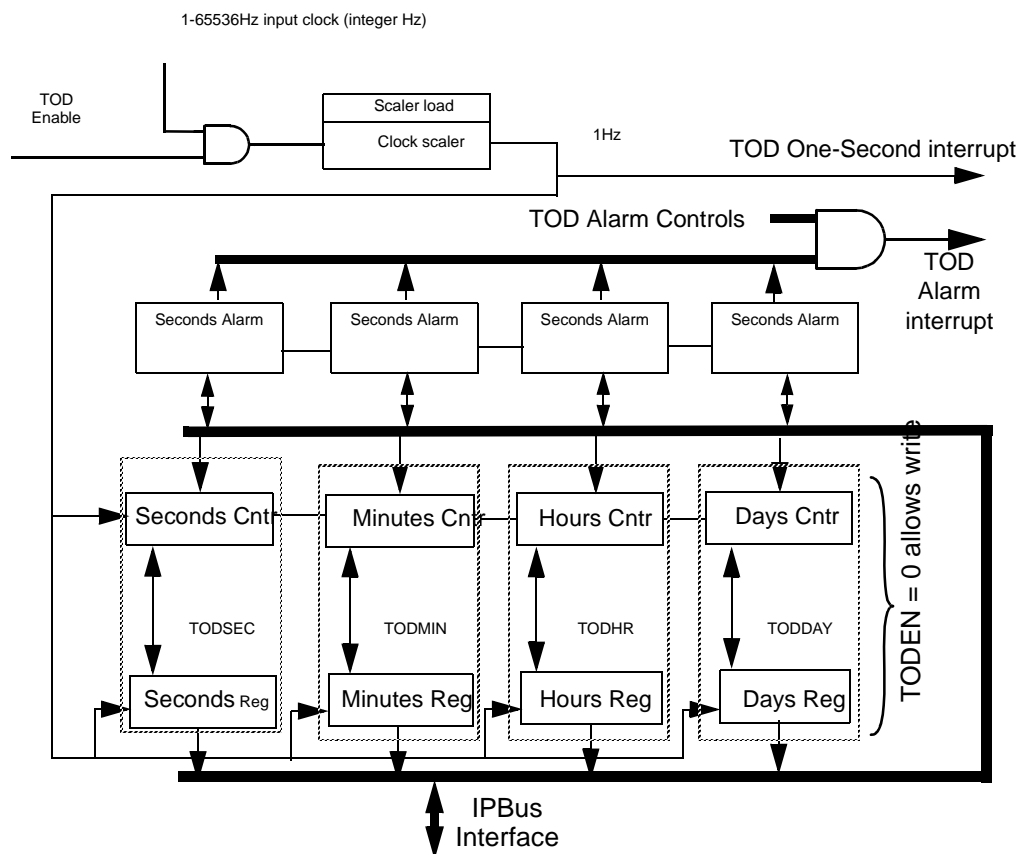 1-65536Hz input clock (integer Hz)
TOD
Enable
Scaler load
Clock scaler
1Hz
TOD One-Second interrupt
TOD Alarm Controls
TOD
Alarm
interrupt
Seconds Alarm
Seconds Alarm
Seconds Alarm
Seconds Alarm
Seconds Cntr
Minutes Cntr
Hours Cntr
Days Cntr
TODSEC
TODMIN
TODHR
TODDAY
Seconds Reg
Minutes Reg
Hours Reg
Days Reg
TODEN = 0 allows write
IPBus
Interface